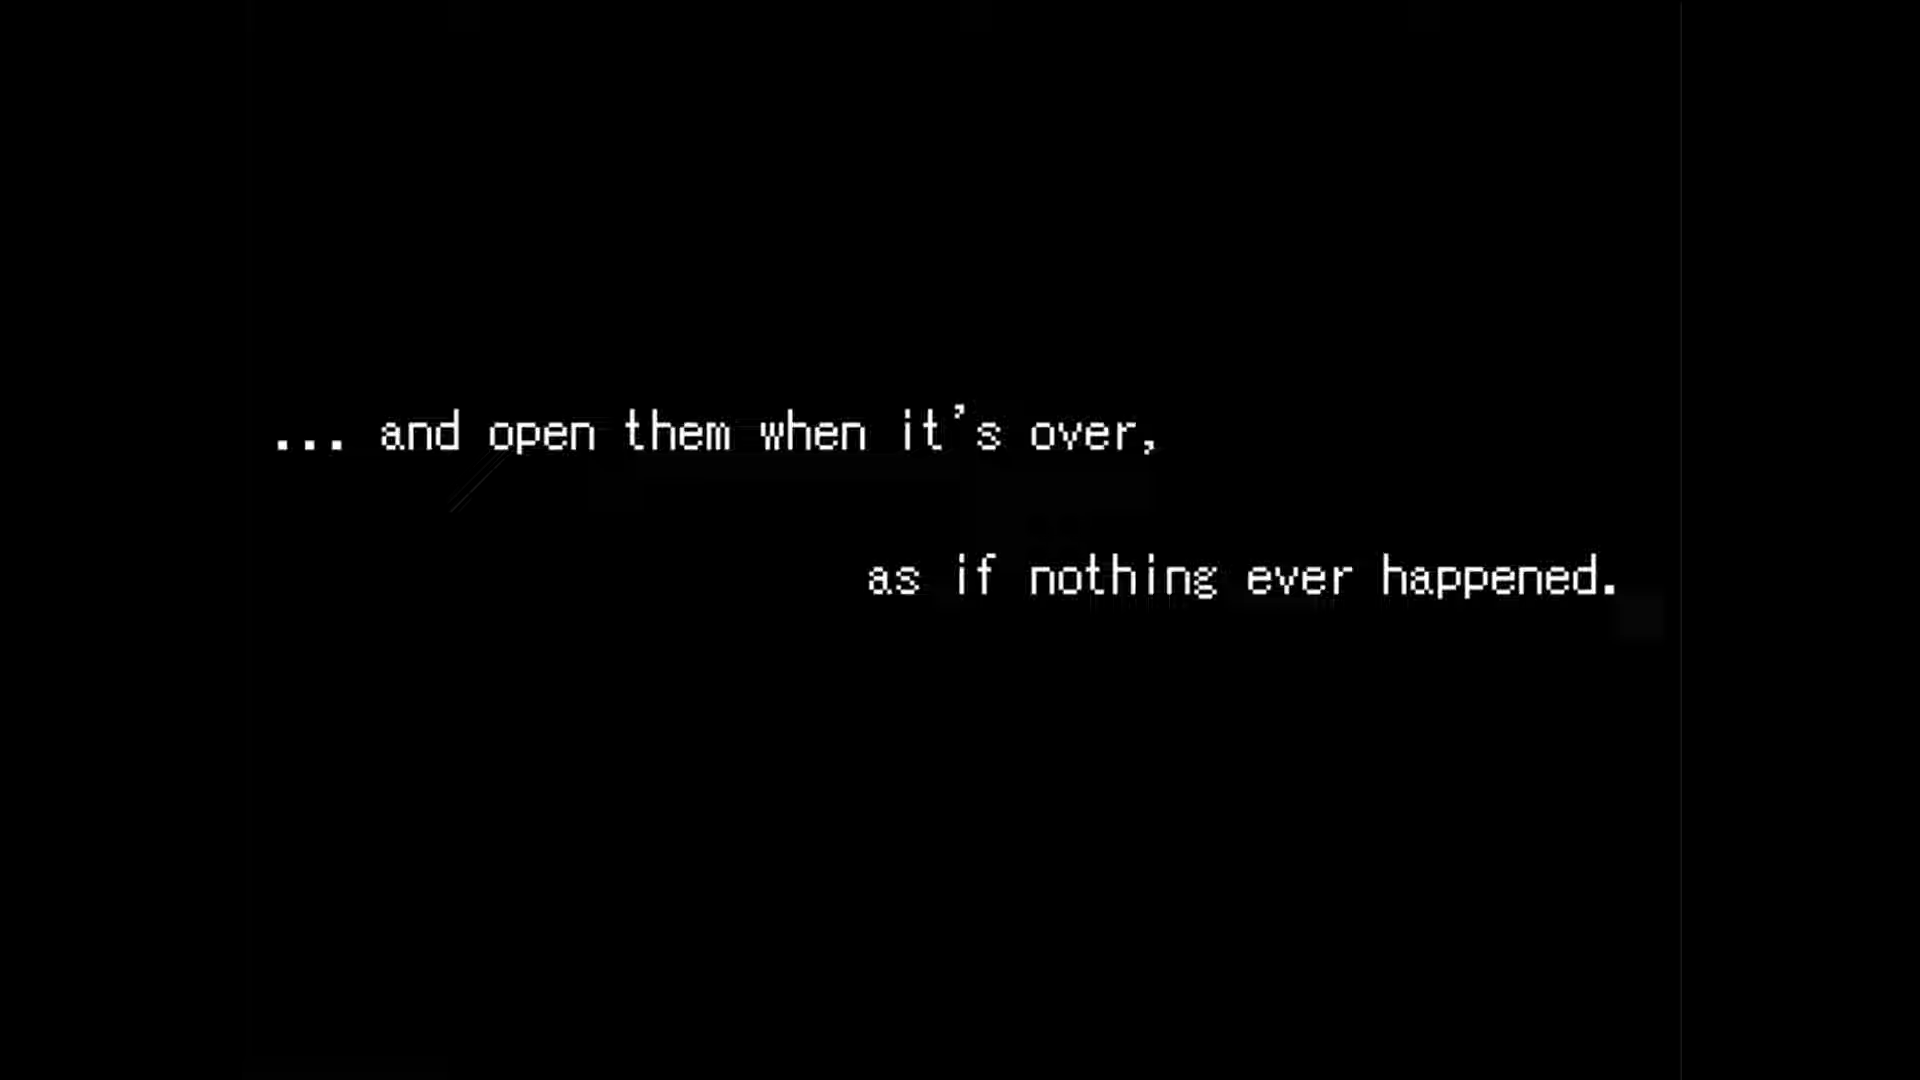 ... and open them when it's over,
as if nothing ever happened.